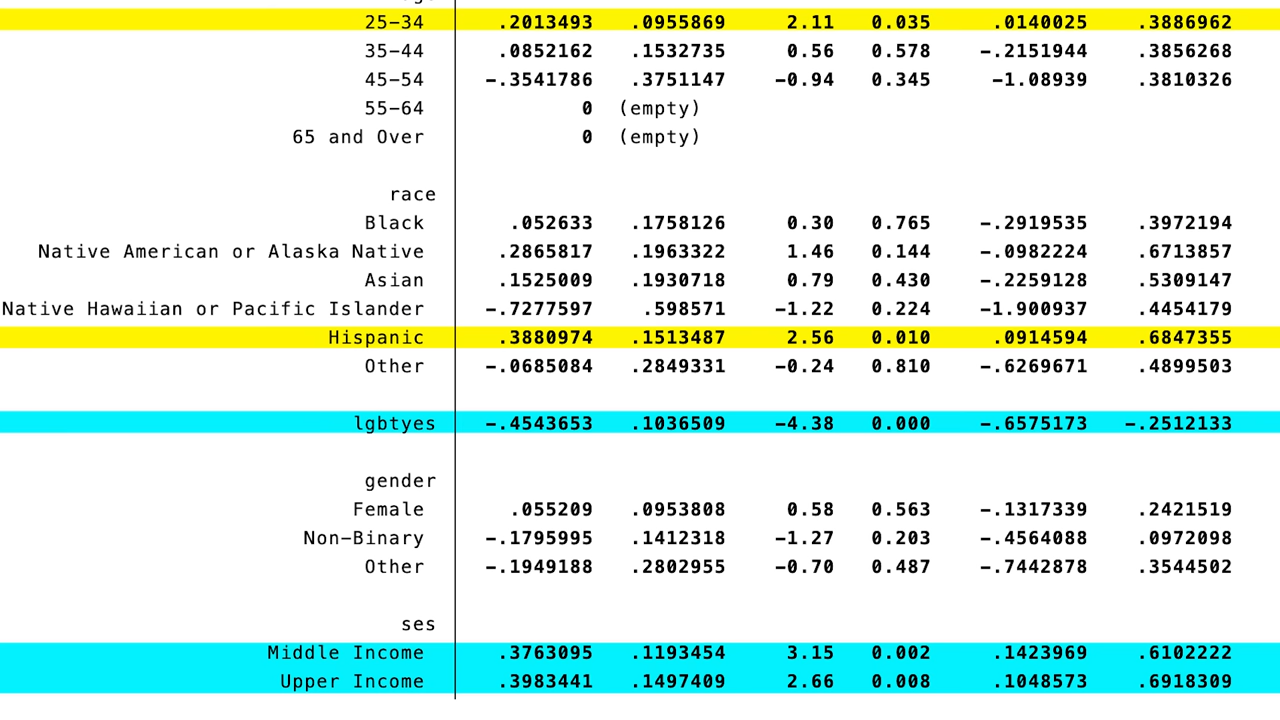 25-34 .2013493 .0955869 2.11 0.035 .0140025 .3886962
35-44 .0852162 .1532735 0.56 0.578 -.2151944 .3856268
45-54 -.3541786 .3751147 -0.94 0.345 -1.08939 .3810326
55-64 0 (empty)
65 and Over 0 (empty)
race
Black .052633 .1758126 0.30 0.765 -.2919535 .3972194
Native American or Alaska Native .2865817 .1963322 1.46 0.144 -.0982224 .6713857
Asian .1525009 .1930718 0.79 0.430 -.2259128 .5309147
Native Hawaiian or Pacific Islander -.7277597 .598571 -1.22 0.224 -1.900937 .4454179
Hispanic .3880974 .1513487 2.56 0.010 .0914594 .6847355
Other -.0685084 .2849331 -0.24 0.810 -.6269671 .4899503
lgbtyes -.4543653 .1036509 -4.38 0.000 -.6575173 -.2512133
gender
Female .055209 .0953808 0.58 0.563 -.1317339 .2421519
Non-Binary -.1795995 .1412318 -1.27 0.203 -.4564088 .0972098
Other -.1949188 .2802955 -0.70 0.487 -.7442878 .3544502
ses
Middle Income .3763095 .1193454 3.15 0.002 .1423969 .6102222
Upper Income .3983441 .1497409 2.66 0.008 .1048573 .6918309